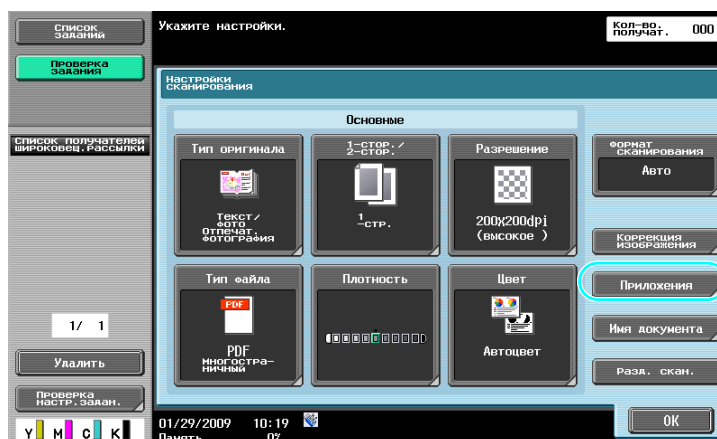 Список
заданий
Укажите настройки.
Кол-во.
получат.
000
Проверка
задания
Настройки
сканирования
Основные
Список получателей
широковещ.рассылки
Тип оригинала
1-стор./
2-стор.
Разрешение
Формат
сканирования
Авто
Текст/
Фото
Отпечат.
Фотография
1
-стр.
200X200dpi
(высокое )
Коррекция
изображения
Тип файла
Плотность
Цвет
Приложения
PDF
PDF
Многостра-
ничный
Автоцвет
1/ 1
Имя документа
Удалить
Разд. скан.
Проверка
настр.задан.
OK
Y M C K
01/29/2009 10:19
Память 0%